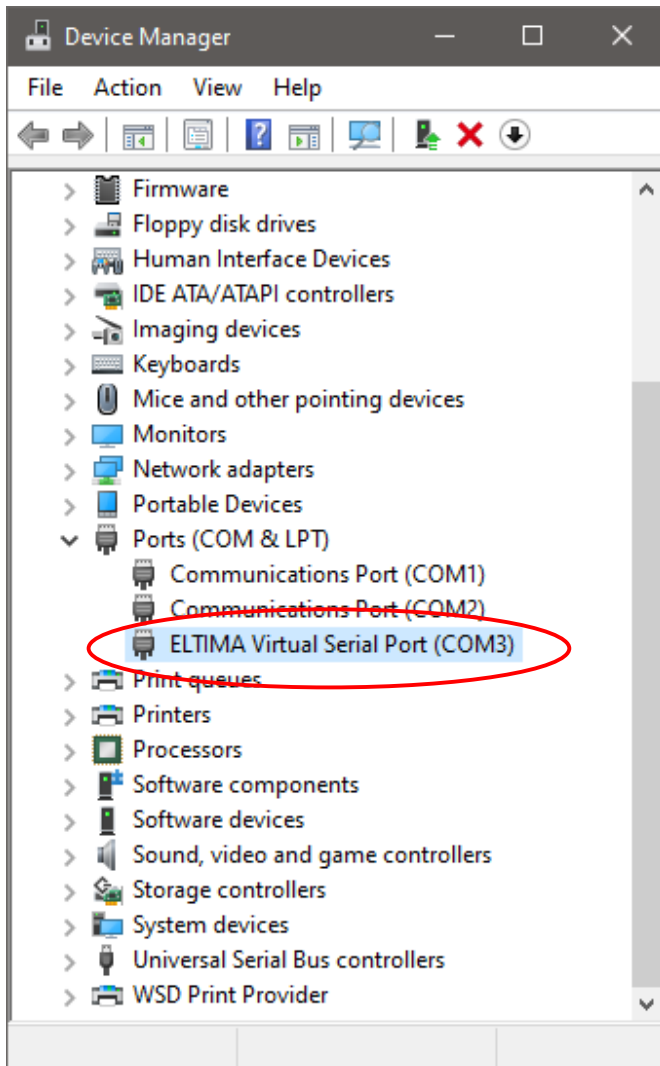 Device Manager
File Action View Help
Firmware
Floppy disk drives
Human Interface Devices
IDE ATA/ATAPI controllers
Imaging devices
Keyboards
Mice and other pointing devices
Monitors
Network adapters
Portable Devices
Ports (COM & LPT)
Communications Port (COM1)
Communications Port (COM2)
ELTIMA Virtual Serial Port (COM3)
Print queues
Printers
Processors
Software components
Software devices
Sound, video and game controllers
Storage controllers
System devices
Universal Serial Bus controllers
WSD Print Provider